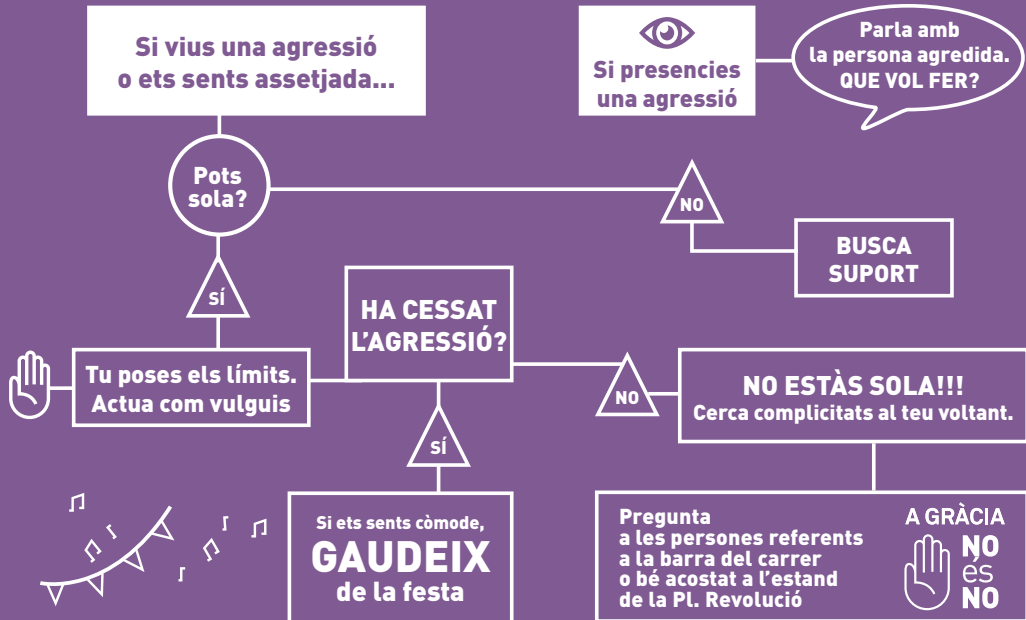 Si vius una agressió
o ets sents assetjada...
Si presencies
una agressió
Parla amb
la persona agredida.
QUE VOL FER?
Pots
sola?
NO
BUSCA
SUPORT
SÍ
Tu poses els límits.
Actua com vulguis
HA CESSAT
L'AGRESSIÓ?
NO
NO ESTÀS SOLA!!!
Cerca complicitats al teu voltant.
SÍ
Si ets sents còmode,
GAUDEIX
de la festa
Pregunta
a les persones referents
a la barra del carrer
o bé acostat a l'estand
de la Pl. Revolució
A GRÀCIA
NO
és
NO